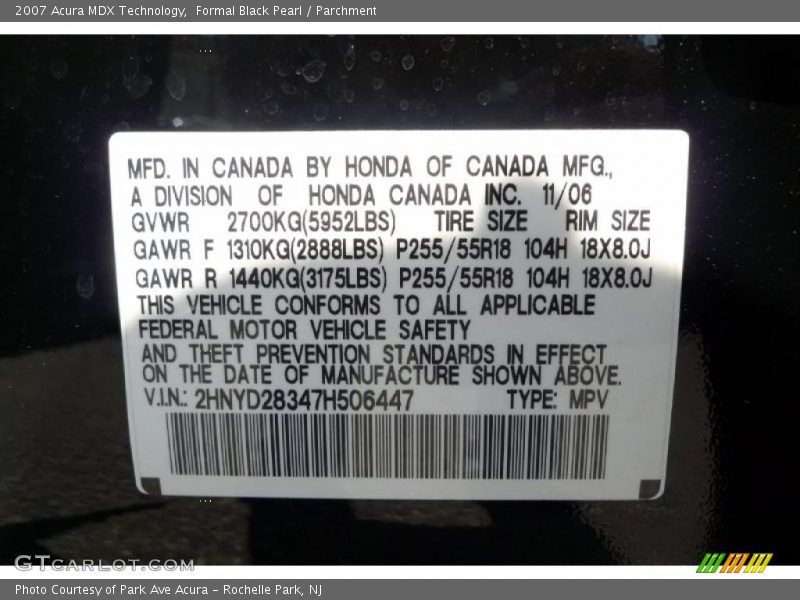 2007 Acura MDX Technology,  Formal Black Pearl / Parchment
MFD. IN CANADA BY HONDA OF CANADA MFG.,
A DIVISION OF HONDA CANADA INC. 11/06
GVWR 2700KG(5952LBS) TIRE SIZE RIM SIZE
GAWR F 1310KG(2888LBS) P255/55R18 104H 18X8.0J
GAWR R 1440KG(3175LBS) P255/55R18 104H 18X8.0J
THIS VEHICLE CONFORMS TO ALL APPLICABLE
FEDERAL MOTOR VEHICLE SAFETY
AND THEFT PREVENTION STANDARDS IN EFFECT
ON THE DATE OF MANUFACTURE SHOWN ABOVE.
V.I.N.: 2HNYD28347H506447 TYPE: MPV
GTCARLOT.COM
Photo Courtesy of Park Ave Acura - Rochelle Park, NJ